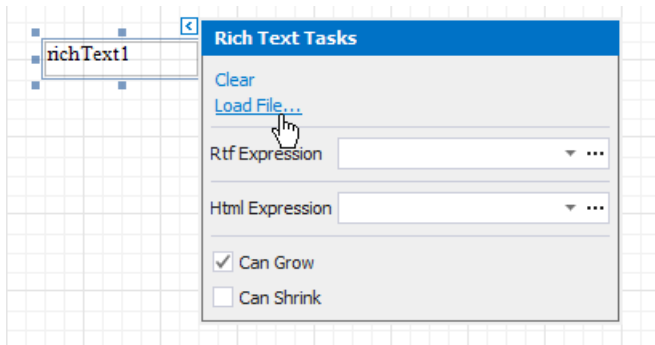 richText1
Rich Text Tasks
Clear
Load File...
Rtf Expression
Html Expression
Can Grow
Can Shrink